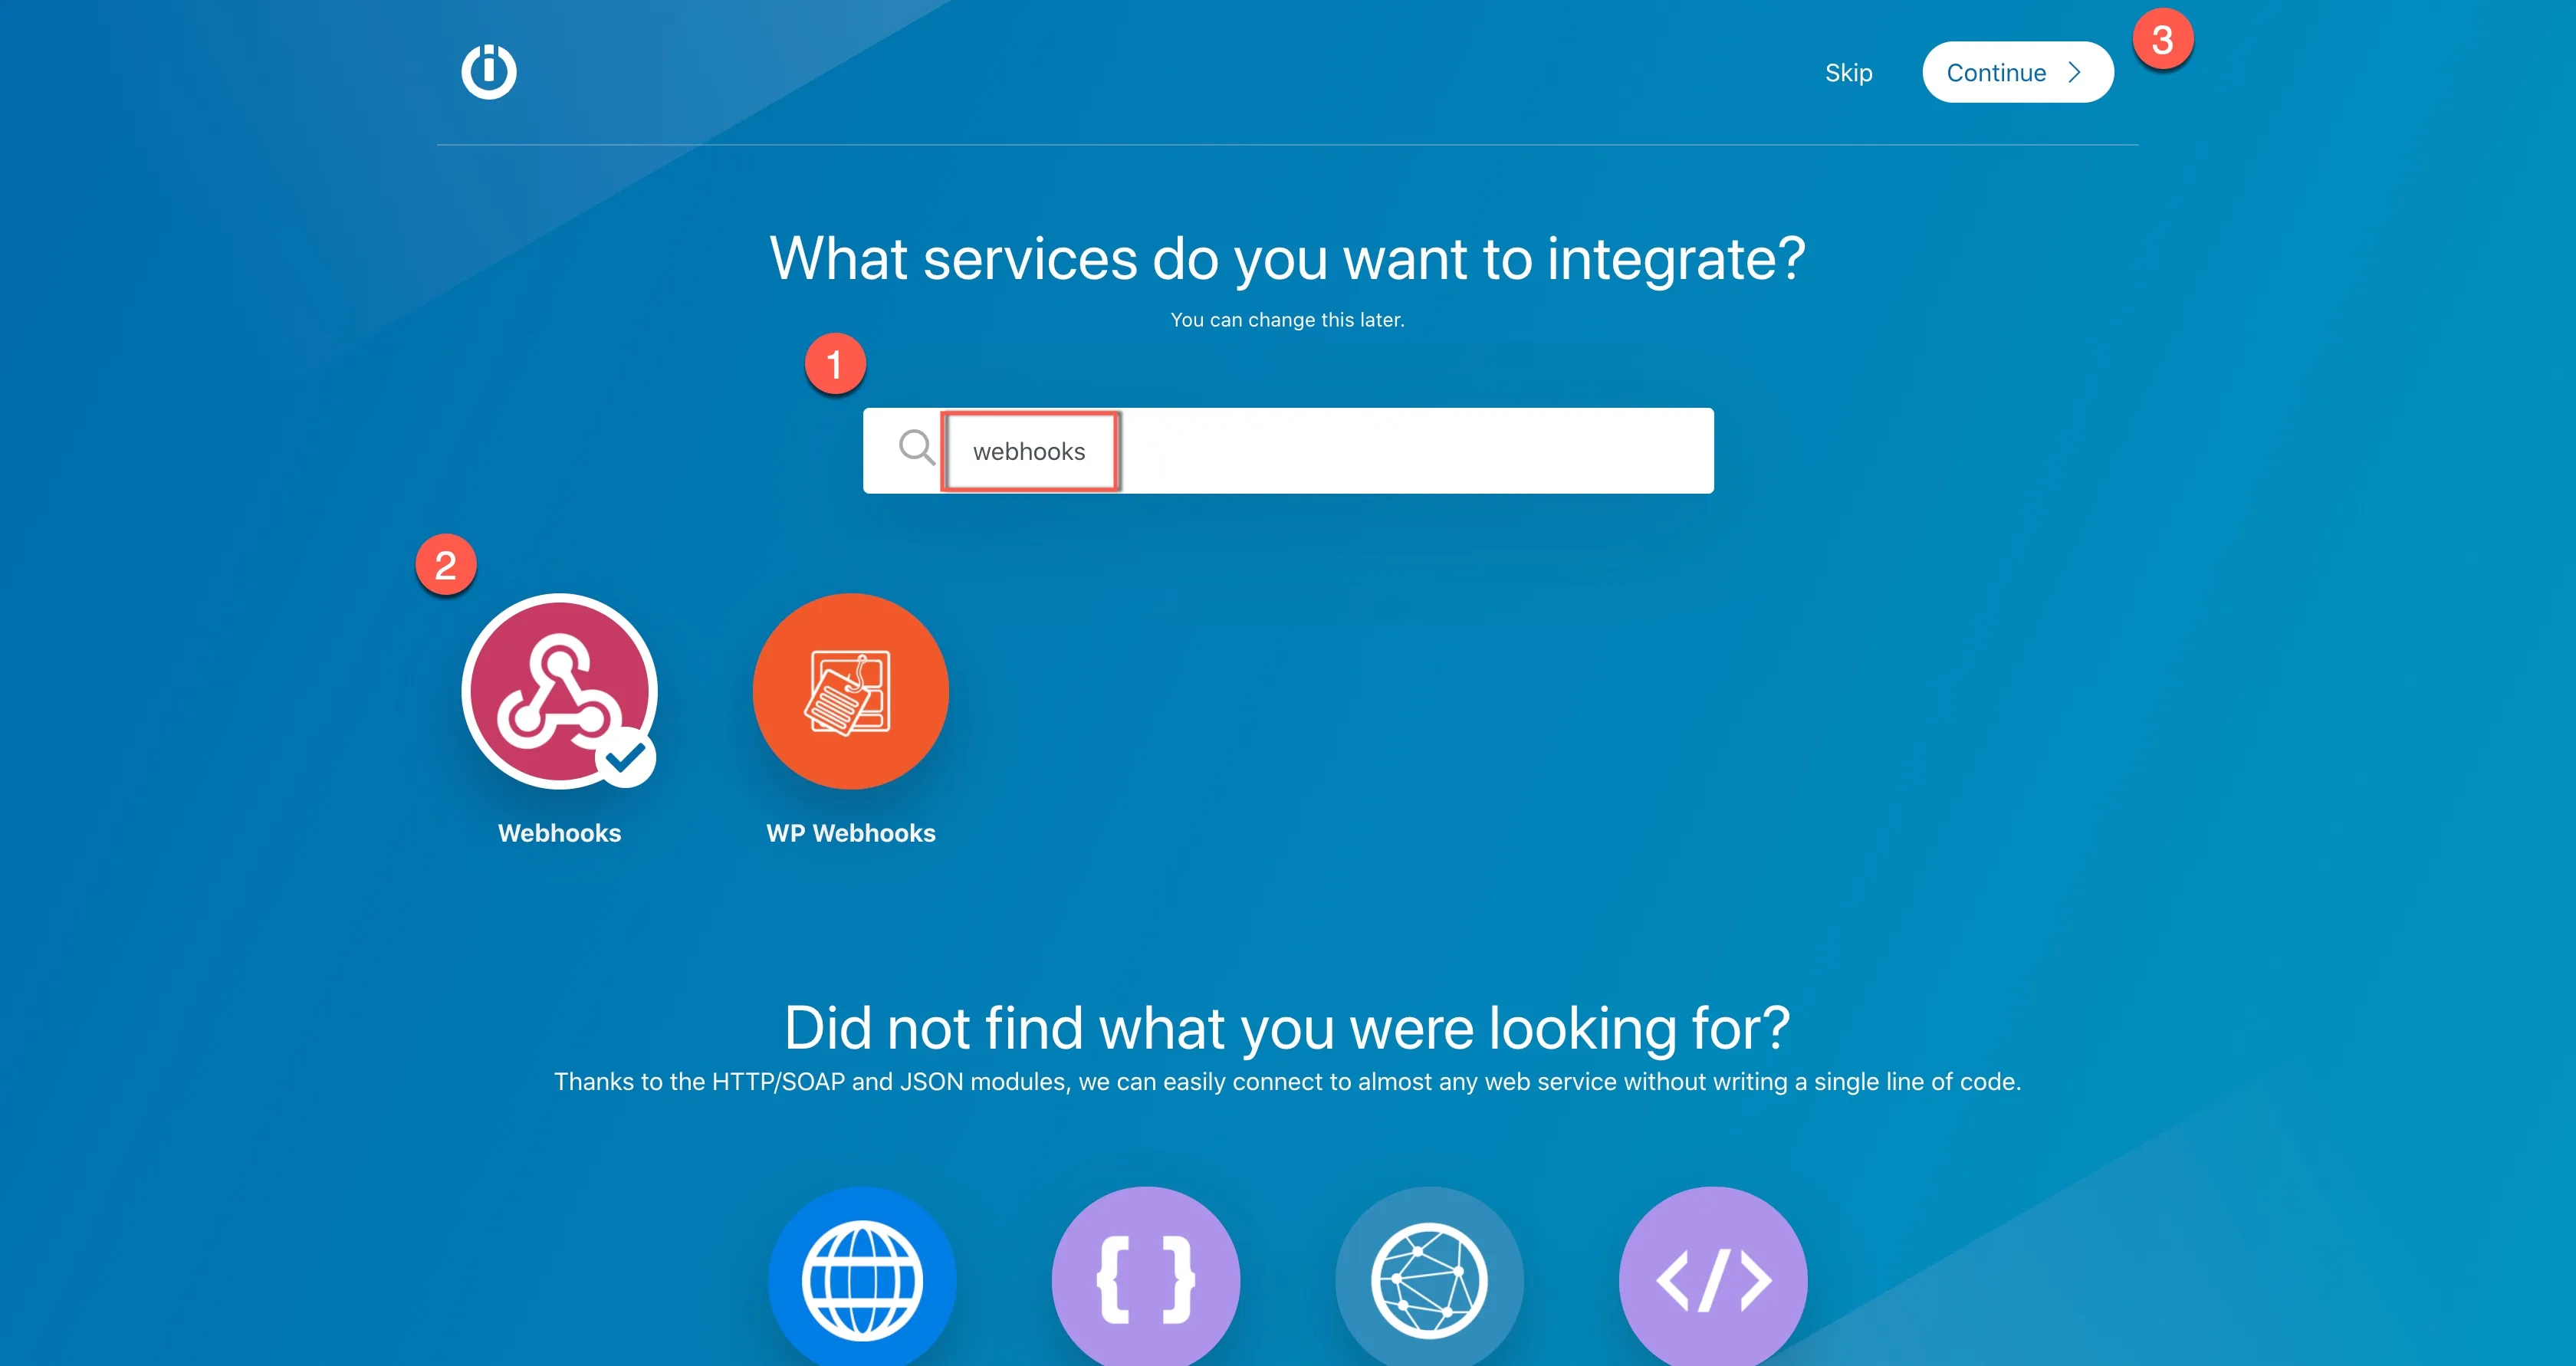 Skip
Continue
3
What services do you want to integrate?
You can change this later.
1
webhooks
2
Webhooks
WP Webhooks
Did not find what you were looking for?
Thanks to the HTTP/SOAP and JSON modules, we can easily connect to almost any web service without writing a single line of code.